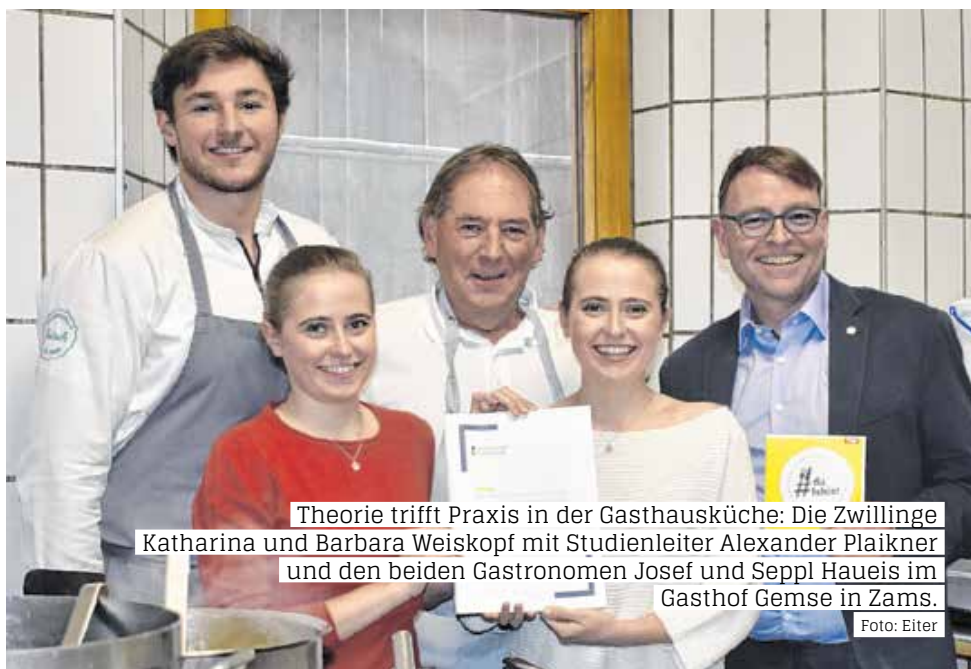 Theorie trifft Praxis in der Gasthausküche: Die Zwillinge
Katharina und Barbara Weiskopf mit Studienleiter Alexander Plaikner
und den beiden Gastronomen Josef und Seppl Haueis im
Gasthof Gemse in Zams.
Foto: Eiter